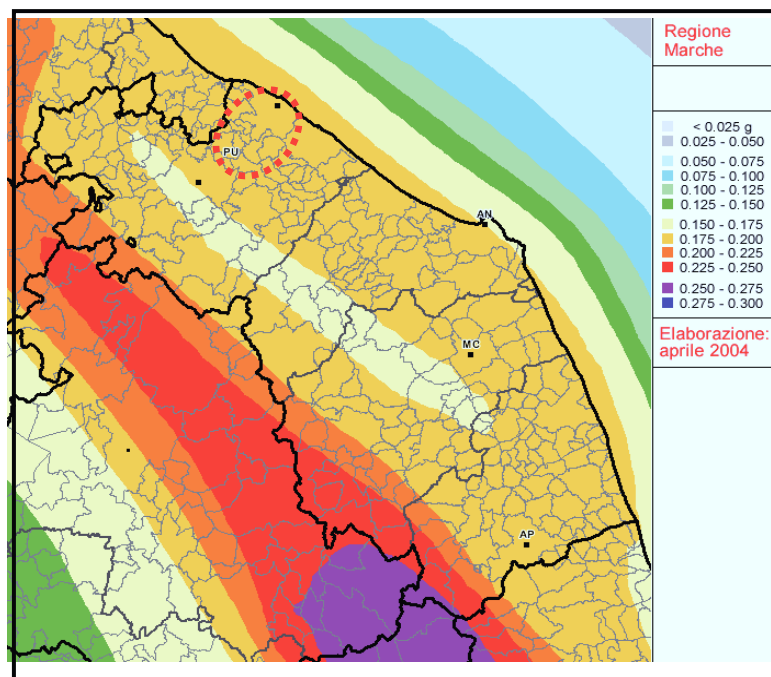 Regione
Marche
< 0.025 g
0.025 - 0.050
0.050 - 0.075
0.075 - 0.100
0.100 - 0.125
0.125 - 0.150
0.150 - 0.175
0.175 - 0.200
0.200 - 0.225
0.225 - 0.250
0.250 - 0.275
0.275 - 0.300
Elaborazione:
aprile 2004
PU
AN
MC
AP